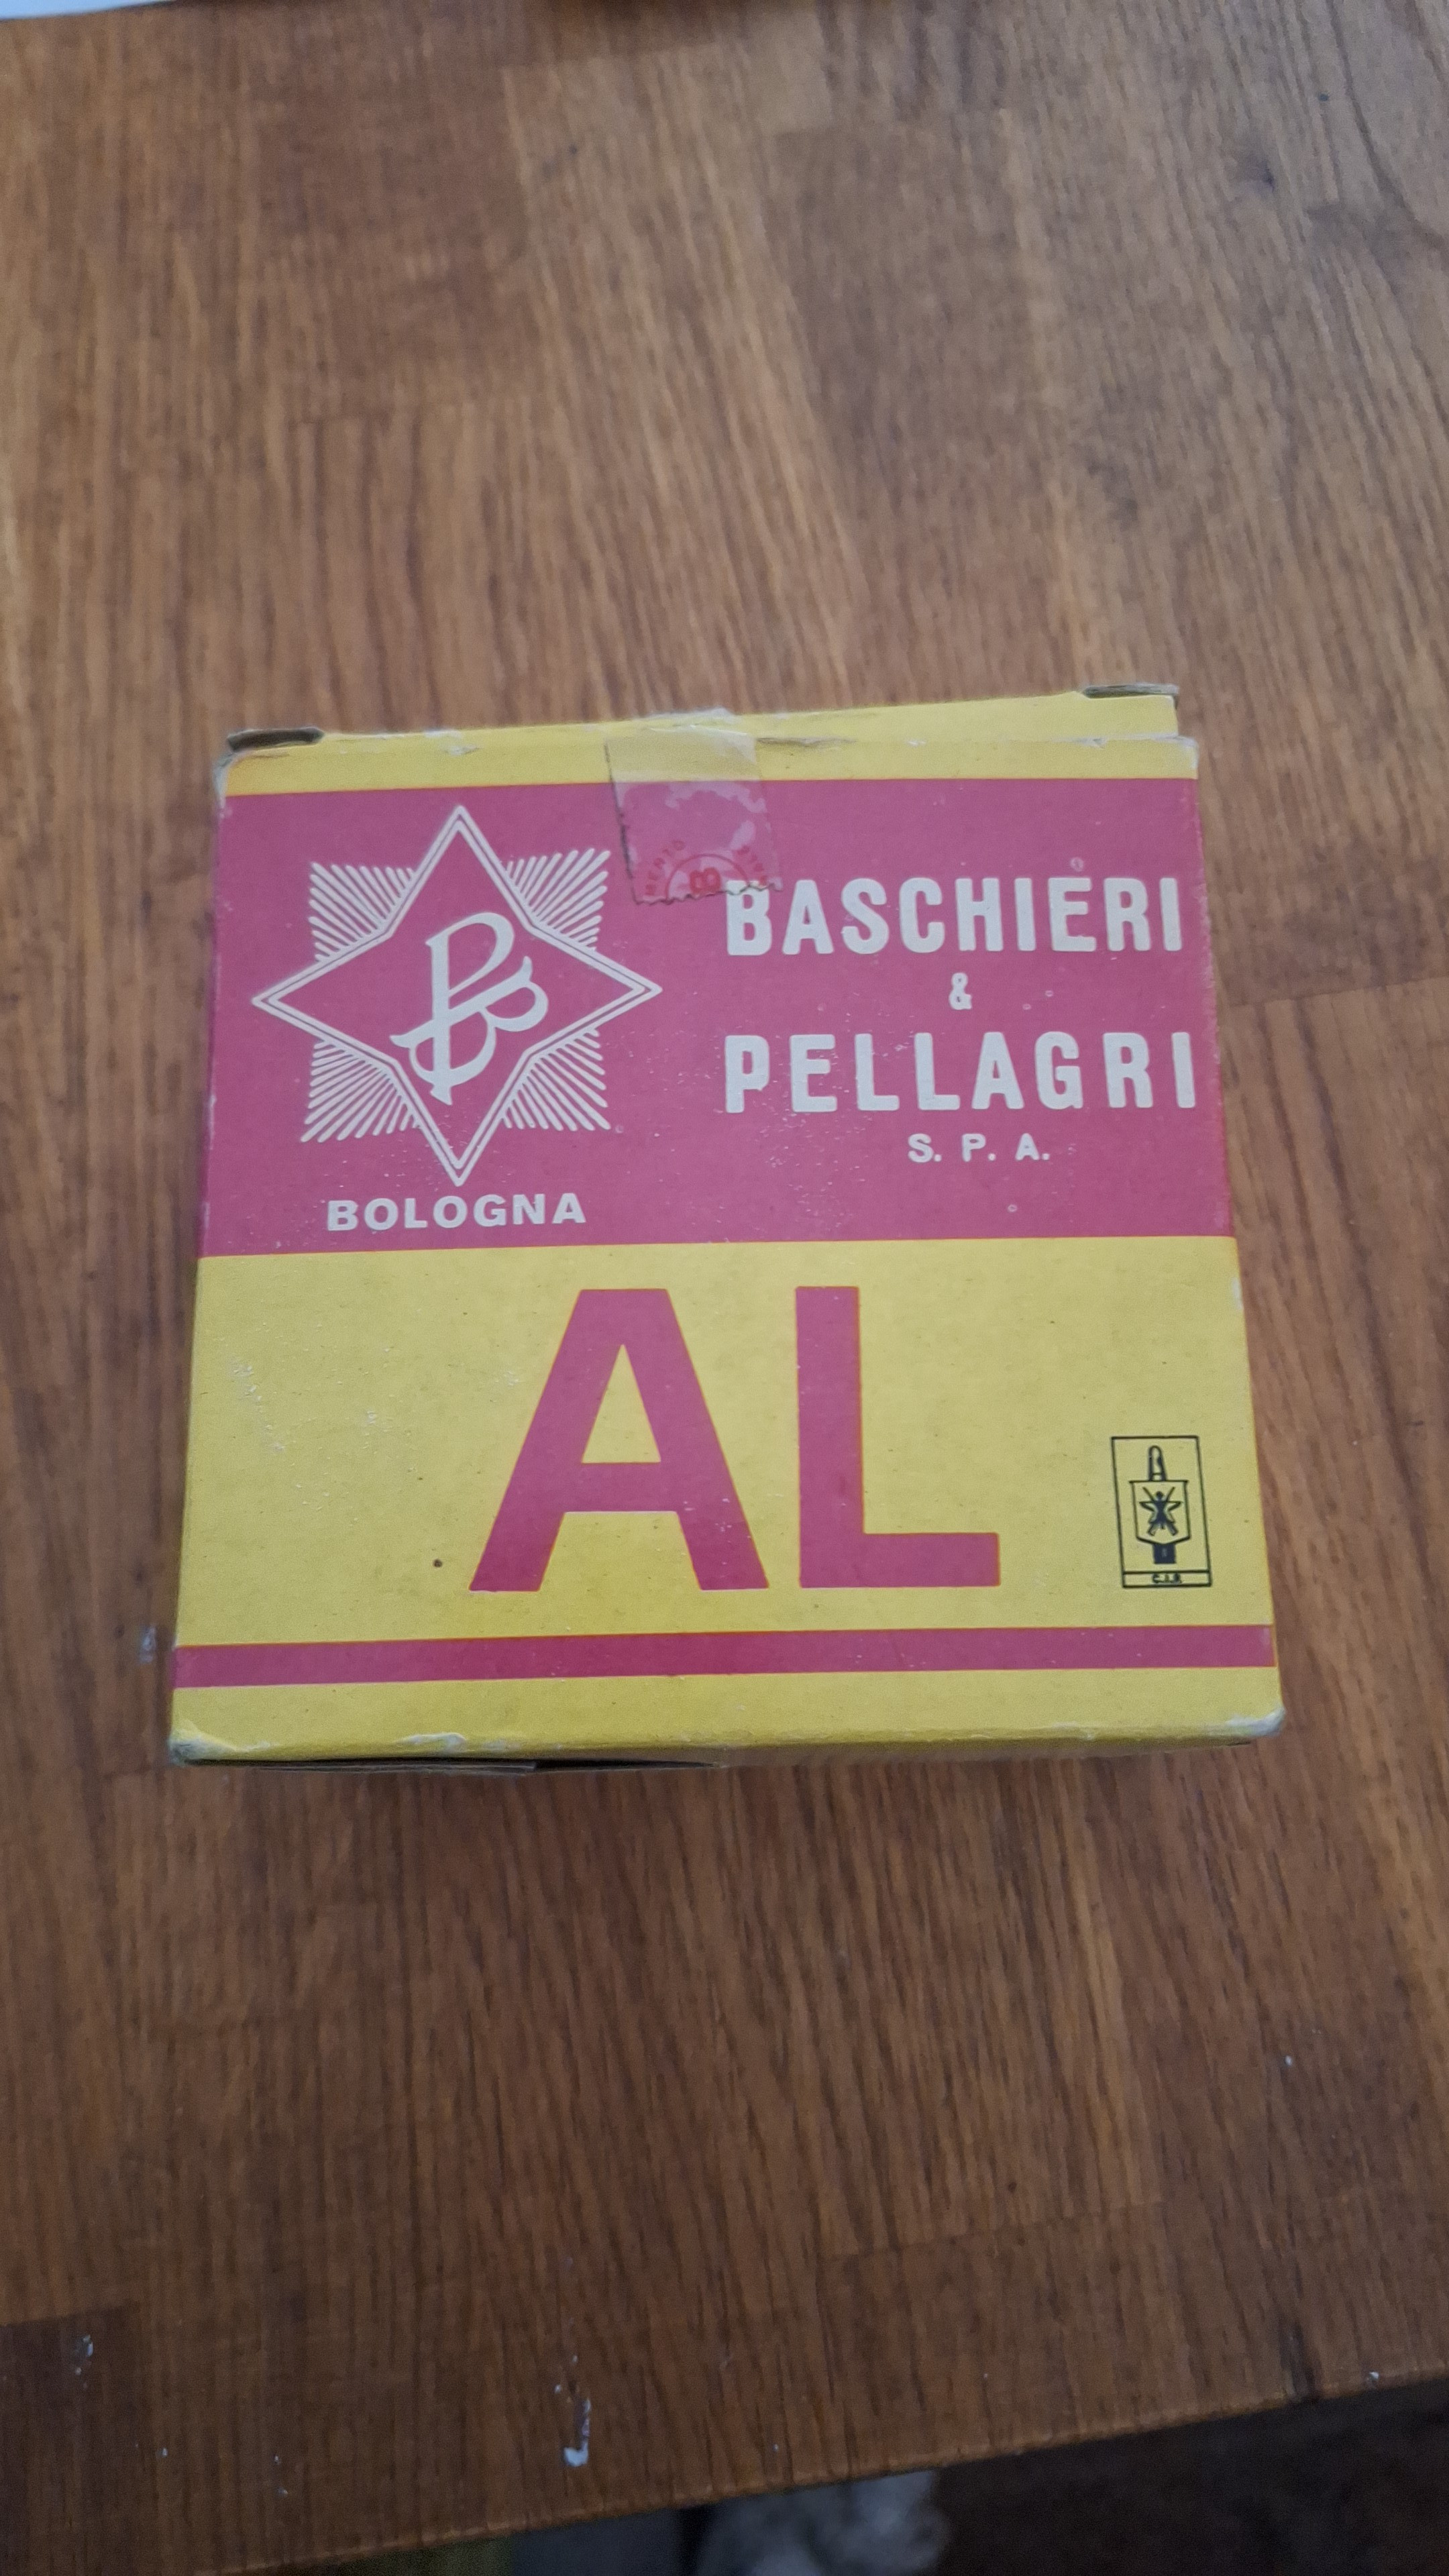 BASCHIERI
&
PELLAGRI
S. P. A.
BOLOGNA
AL